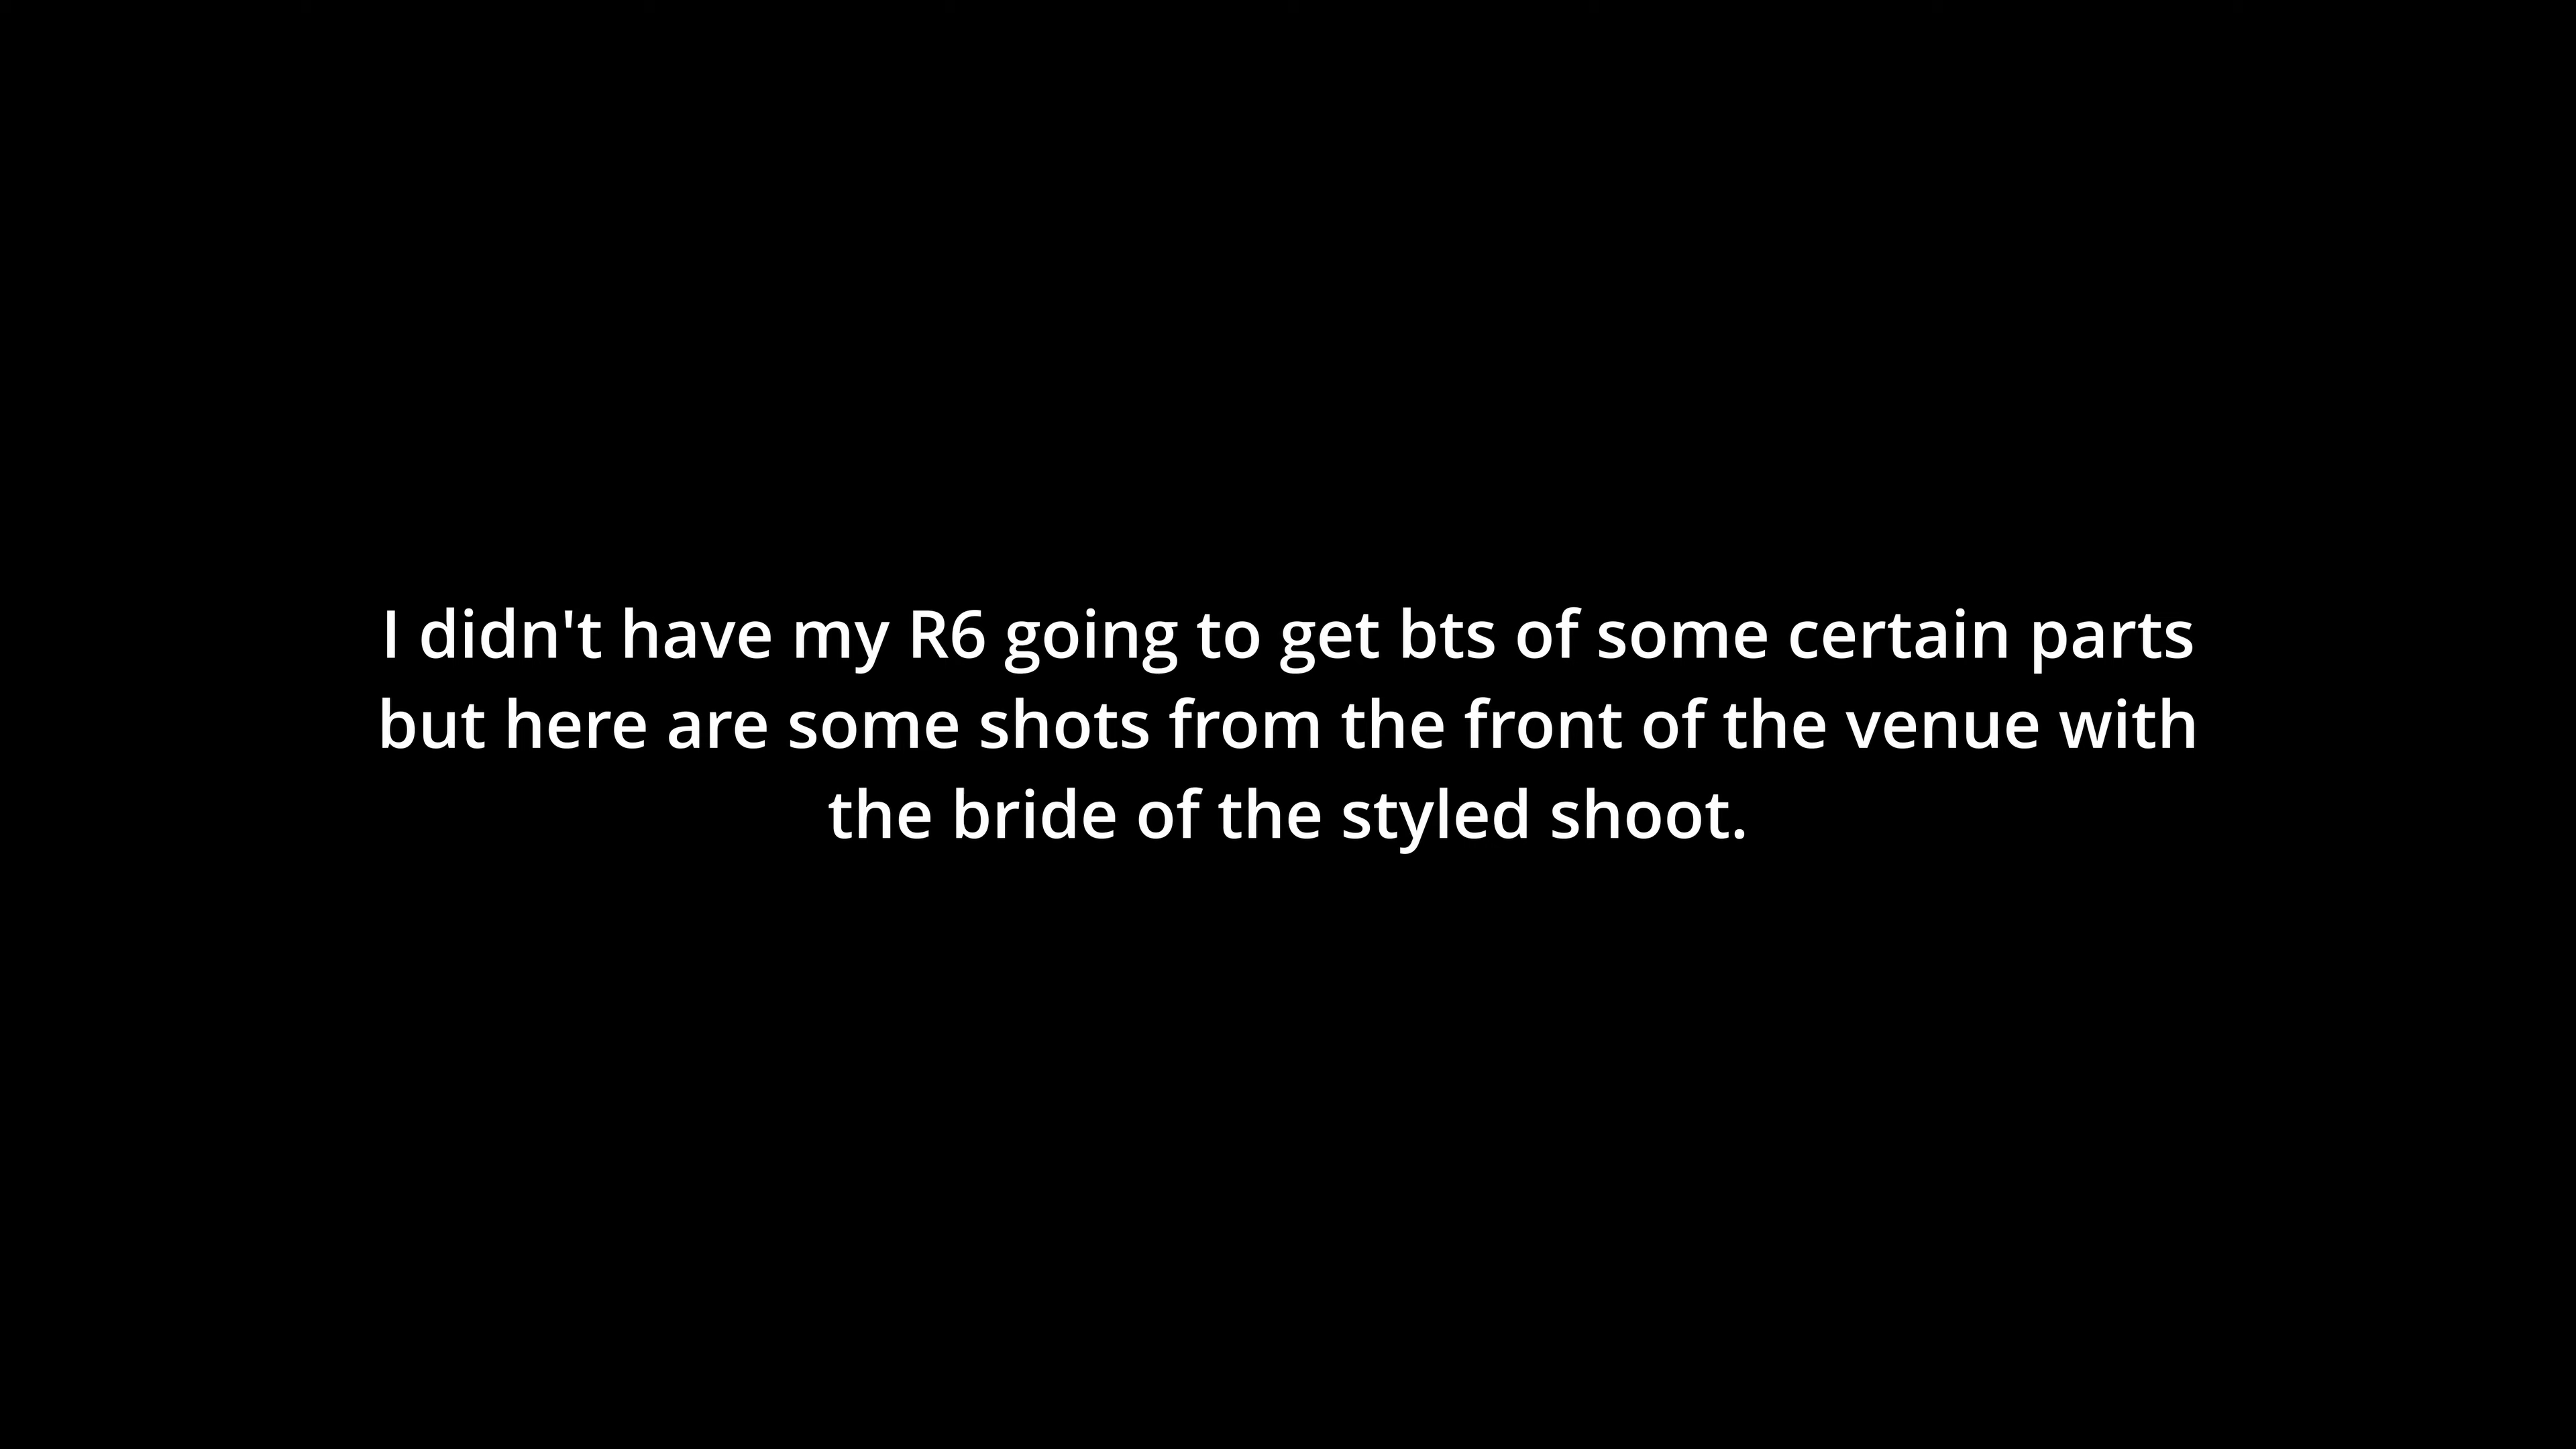 I didn't have my R6 going to get bts of some certain parts
but here are some shots from the front of the venue with
the bride of the styled shoot.